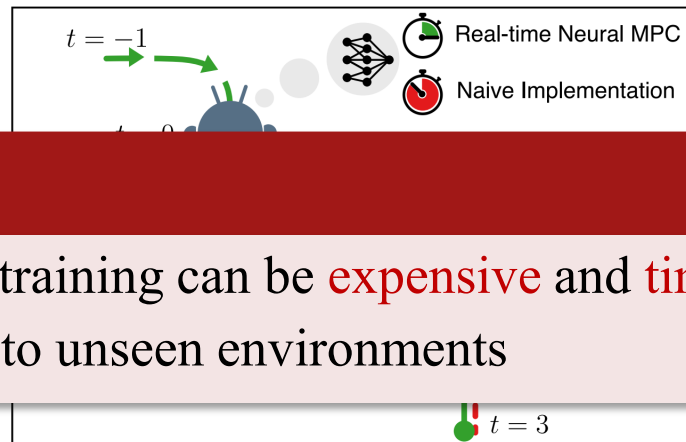 t = −1
Real-time Neural MPC
Naive Implementation
training can be expensive and
to unseen environments
t = 3